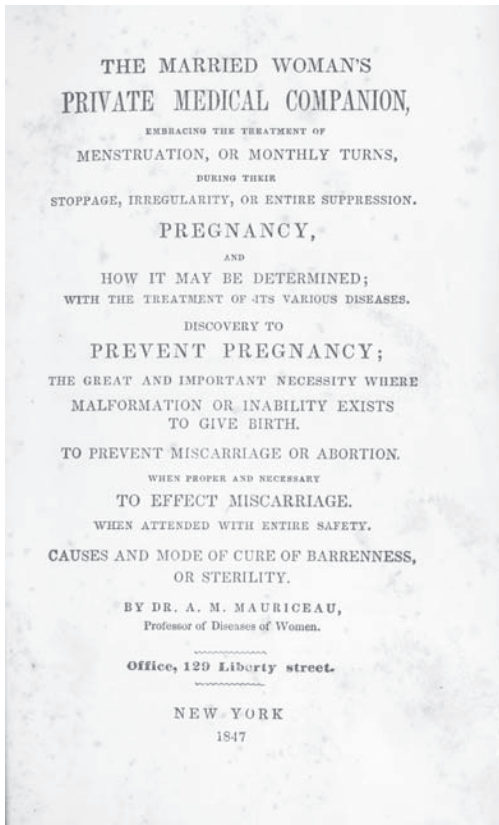 THE MARRIED WOMAN'S
PRIVATE MEDICAL COMPANION,
EMBRACING THE TREATMENT OF
MENSTRUATION, OR MONTHLY TURNS,
DURING THEIR
STOPPAGE, IRREGULARITY, OR ENTIRE SUPPRESSION.
PREGNANCY,
AND
HOW IT MAY BE DETERMINED;
WITH THE TREATMENT OF ITS VARIOUS DISEASES.
DISCOVERY TO
PREVENT PREGNANCY;
THE GREAT AND IMPORTANT NECESSITY WHERE
MALFORMATION OR INABILITY EXISTS
TO GIVE BIRTH.
TO PREVENT MISCARRIAGE OR ABORTION.
WHEN PROPER AND NECESSARY
TO EFFECT MISCARRIAGE.
WHEN ATTENDED WITH ENTIRE SAFETY.
CAUSES AND MODE OF CURE OF BARRENNESS,
OR STERILITY.
BY DR. A. M. MAURICEAU,
Professor of Diseases of Women.
Office, 129 Liberty street.
NEW YORK
1847